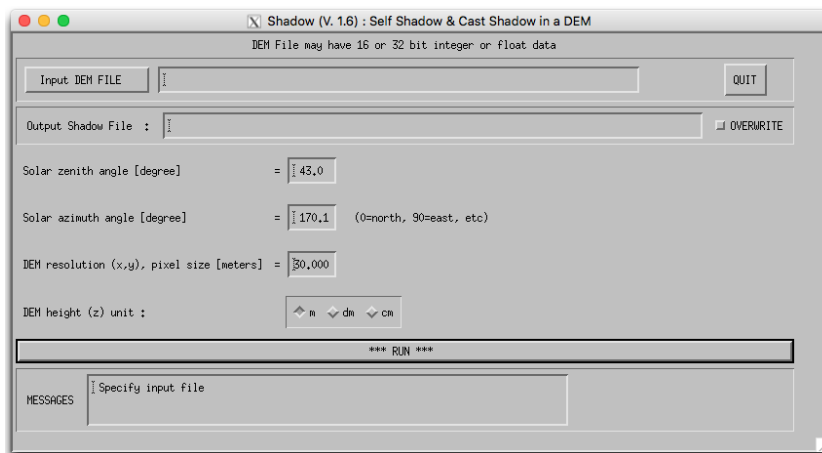 Shadow (V. 1.6) : Self Shadow & Cast Shadow in a DEM
DEM File may have 16 or 32 bit integer or float data
Input DEM FILE QUIT
Output Shadow File : OVERWRITE
Solar zenith angle [degree] = 43.0
Solar azimuth angle [degree] = 170.1 (0=north, 90=east, etc)
DEM resolution (x,y), pixel size [meters] = 30.000
DEM height (z) unit : m dm cm
*** RUN ***
MESSAGES Specify input file